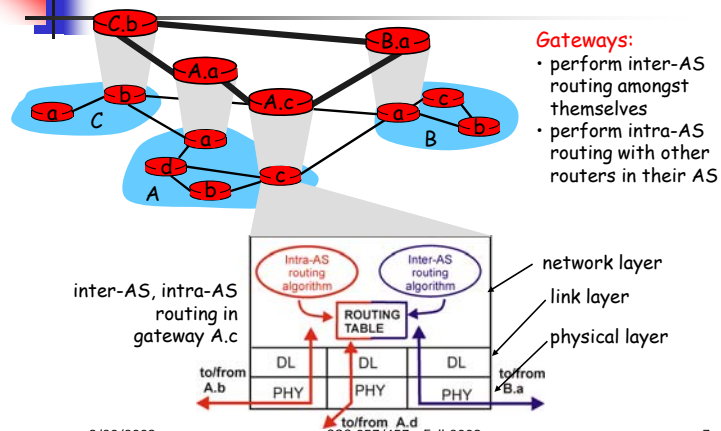 C.b
B.a
A.a
A.c
Gateways:
• perform inter-AS
routing amongst
themselves
• perform intra-AS
routing with other
routers in their AS
a
b
C
a
c
b
B
a
d
b
c
A
inter-AS, intra-AS
routing in
gateway A.c
Intra-AS
routing
algorithm
Inter-AS
routing
algorithm
ROUTING
TABLE
DL
DL
DL
PHY
PHY
PHY
to/from
A.b
to/from A.d
to/from
B.a
network layer
link layer
physical layer